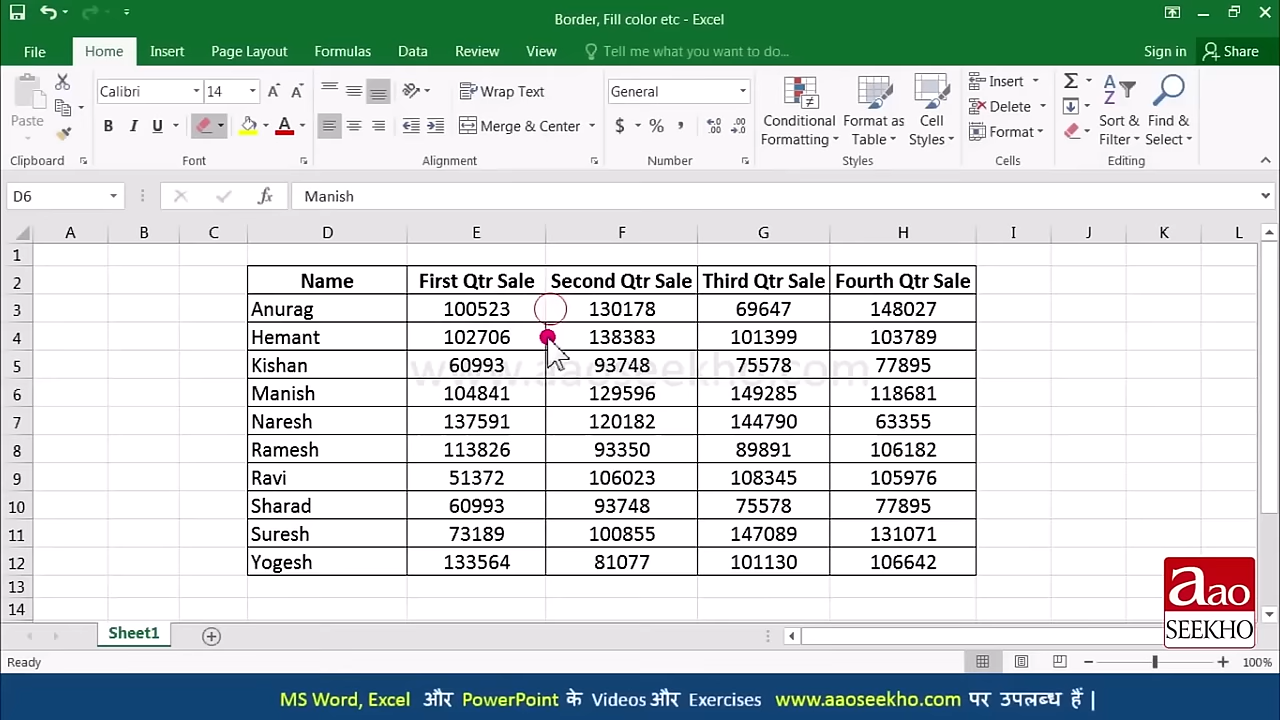 Border, Fill color etc - Excel
File Home Insert Page Layout Formulas Data Review View Tell me what you want to do... Sign in Share
Paste Calibri 14 Wrap Text General Conditional Formatting Format as Table Cell Styles Insert Delete Format Sort & Filter Find & Select
B I U A Merge & Center $ %
Clipboard Font Alignment Number Styles Cells Editing
D6 fx Manish
A B C D E F G H I J K L
1
2 Name First Qtr Sale Second Qtr Sale Third Qtr Sale Fourth Qtr Sale
3 Anurag 100523 130178 69647 148027
4 Hemant 102706 138383 101399 103789
5 Kishan 60993 93748 75578 77895
www.aaoseekho.com
6 Manish 104841 129596 149285 118681
7 Naresh 137591 120182 144790 63355
8 Ramesh 113826 93350 89891 106182
9 Ravi 51372 106023 108345 105976
10 Sharad 60993 93748 75578 77895
11 Suresh 73189 100855 147089 131071
12 Yogesh 133564 81077 101130 106642
13
14
aao
SEEKHO
Sheet1
Ready 100%
MS Word, Excel और PowerPoint के Videos और Exercises www.aaoseekho.com पर उपलब्ध हैं |